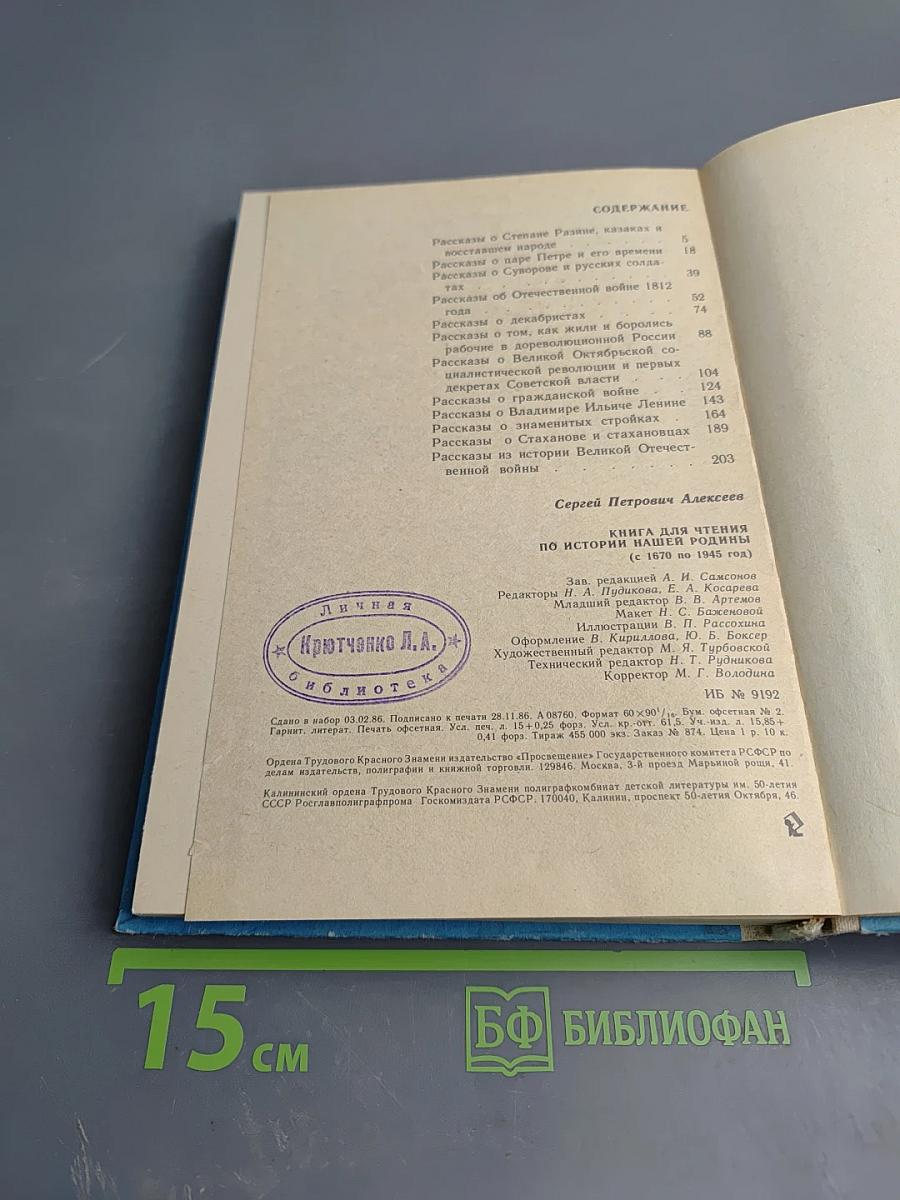 СОДЕРЖАНИЕ
Рассказы о Степане Разине, казаках и
восставшем народе . . . . . . . 5
Рассказы о царе Петре и его времени 18
Рассказы о Суворове и русских солда-
тах . . . . . . . . . . . 39
Рассказы об Отечественной войне 1812
года . . . . . . . . . . . 52
Рассказы о декабристах . . . . . 74
Рассказы о том, как жили и боролись
рабочие в дореволюционной России 88
Рассказы о Великой Октябрьской со-
циалистической революции и первых
декретах Советской власти . . . 104
Рассказы о гражданской войне . . 124
Рассказы о Владимире Ильиче Ленине 143
Рассказы о знаменитых стройках 164
Рассказы о Стаханове и стахановцах 189
Рассказы из истории Великой Отечест-
венной войны . . . . . . . 203
Сергей Петрович Алексеев
КНИГА ДЛЯ ЧТЕНИЯ
ПО ИСТОРИИ НАШЕЙ РОДИНЫ
(с 1670 по 1945 год)
Зав. редакцией А. И. Самсонов
Редакторы Н. А. Пудикова, Е. А. Косарева
Младший редактор В. В. Артемов
Макет Н. С. Баженовой
Иллюстрации В. П. Рассохина
Оформление В. Кириллова, Ю. Б. Боксер
Художественный редактор М. Я. Турбовской
Технический редактор Н. Т. Рудникова
Корректор М. Г. Володина
Личная
Крютченко Л.А.
библиотека
ИБ № 9192
Сдано в набор 03.02.86. Подписано к печати 28.11.86. А 08760. Формат 60×90¹/₁₆. Бум. офсетная № 2.
Гарнит. литерат. Печать офсетная. Усл. печ. л. 15+0,25 форз. Усл. кр.-отт. 61,5. Уч.-изд. л. 15,85+
0,41 форз. Тираж 455 000 экз. Заказ № 874. Цена 1 р. 10 к.
Ордена Трудового Красного Знамени издательство «Просвещение» Государственного комитета РСФСР по
делам издательств, полиграфии и книжной торговли. 129846. Москва, 3-й проезд Марьиной рощи, 41.
Калининский ордена Трудового Красного Знамени полиграфкомбинат детской литературы им. 50-летия
СССР Росглавполиграфпрома Госкомиздата РСФСР. 170040, Калинин, проспект 50-летия Октября, 46.
15 см
БФ БИБЛИОФАН